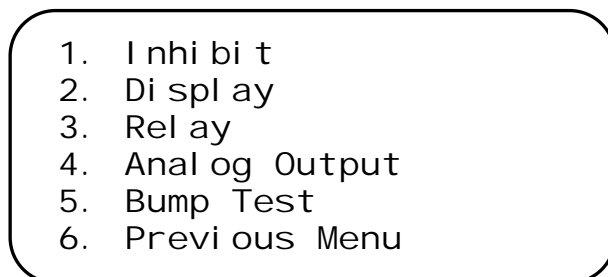 1. Inhibit
2. Display
3. Relay
4. Analog Output
5. Bump Test
6. Previous Menu